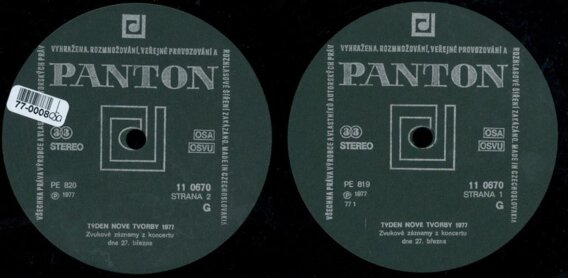 VYHRAŽENA. ROZMNOŽOVÁNÍ, VEŘEJNÉ PROVOZOVÁNÍ A
ROZHLASOVÉ ŠÍŘENÍ ZAKÁZÁNO. MADE IN CZECHOSLOVAKIA
VŠECHNA PRÁVA VÝROBCE A VLASTNÍKŮ AUTORSKÝCH PRÁV
PANTON
77-0008
33
STEREO
OSA
OSVU
PE 820
℗ 1977
11 0670
STRANA 2
G
TÝDEN NOVÉ TVORBY 1977
Zvukové záznamy z koncertu
dne 27. března
VYHRAŽENA. ROZMNOŽOVÁNÍ, VEŘEJNÉ PROVOZOVÁNÍ A
ROZHLASOVÉ ŠÍŘENÍ ZAKÁZÁNO. MADE IN CZECHOSLOVAKIA
VŠECHNA PRÁVA VÝROBCE A VLASTNÍKŮ AUTORSKÝCH PRÁV
PANTON
33
STEREO
OSA
OSVU
PE 819
℗ 1977
77 1
11 0670
STRANA 1
G
TÝDEN NOVÉ TVORBY 1977
Zvukové záznamy z koncertu
dne 27. března